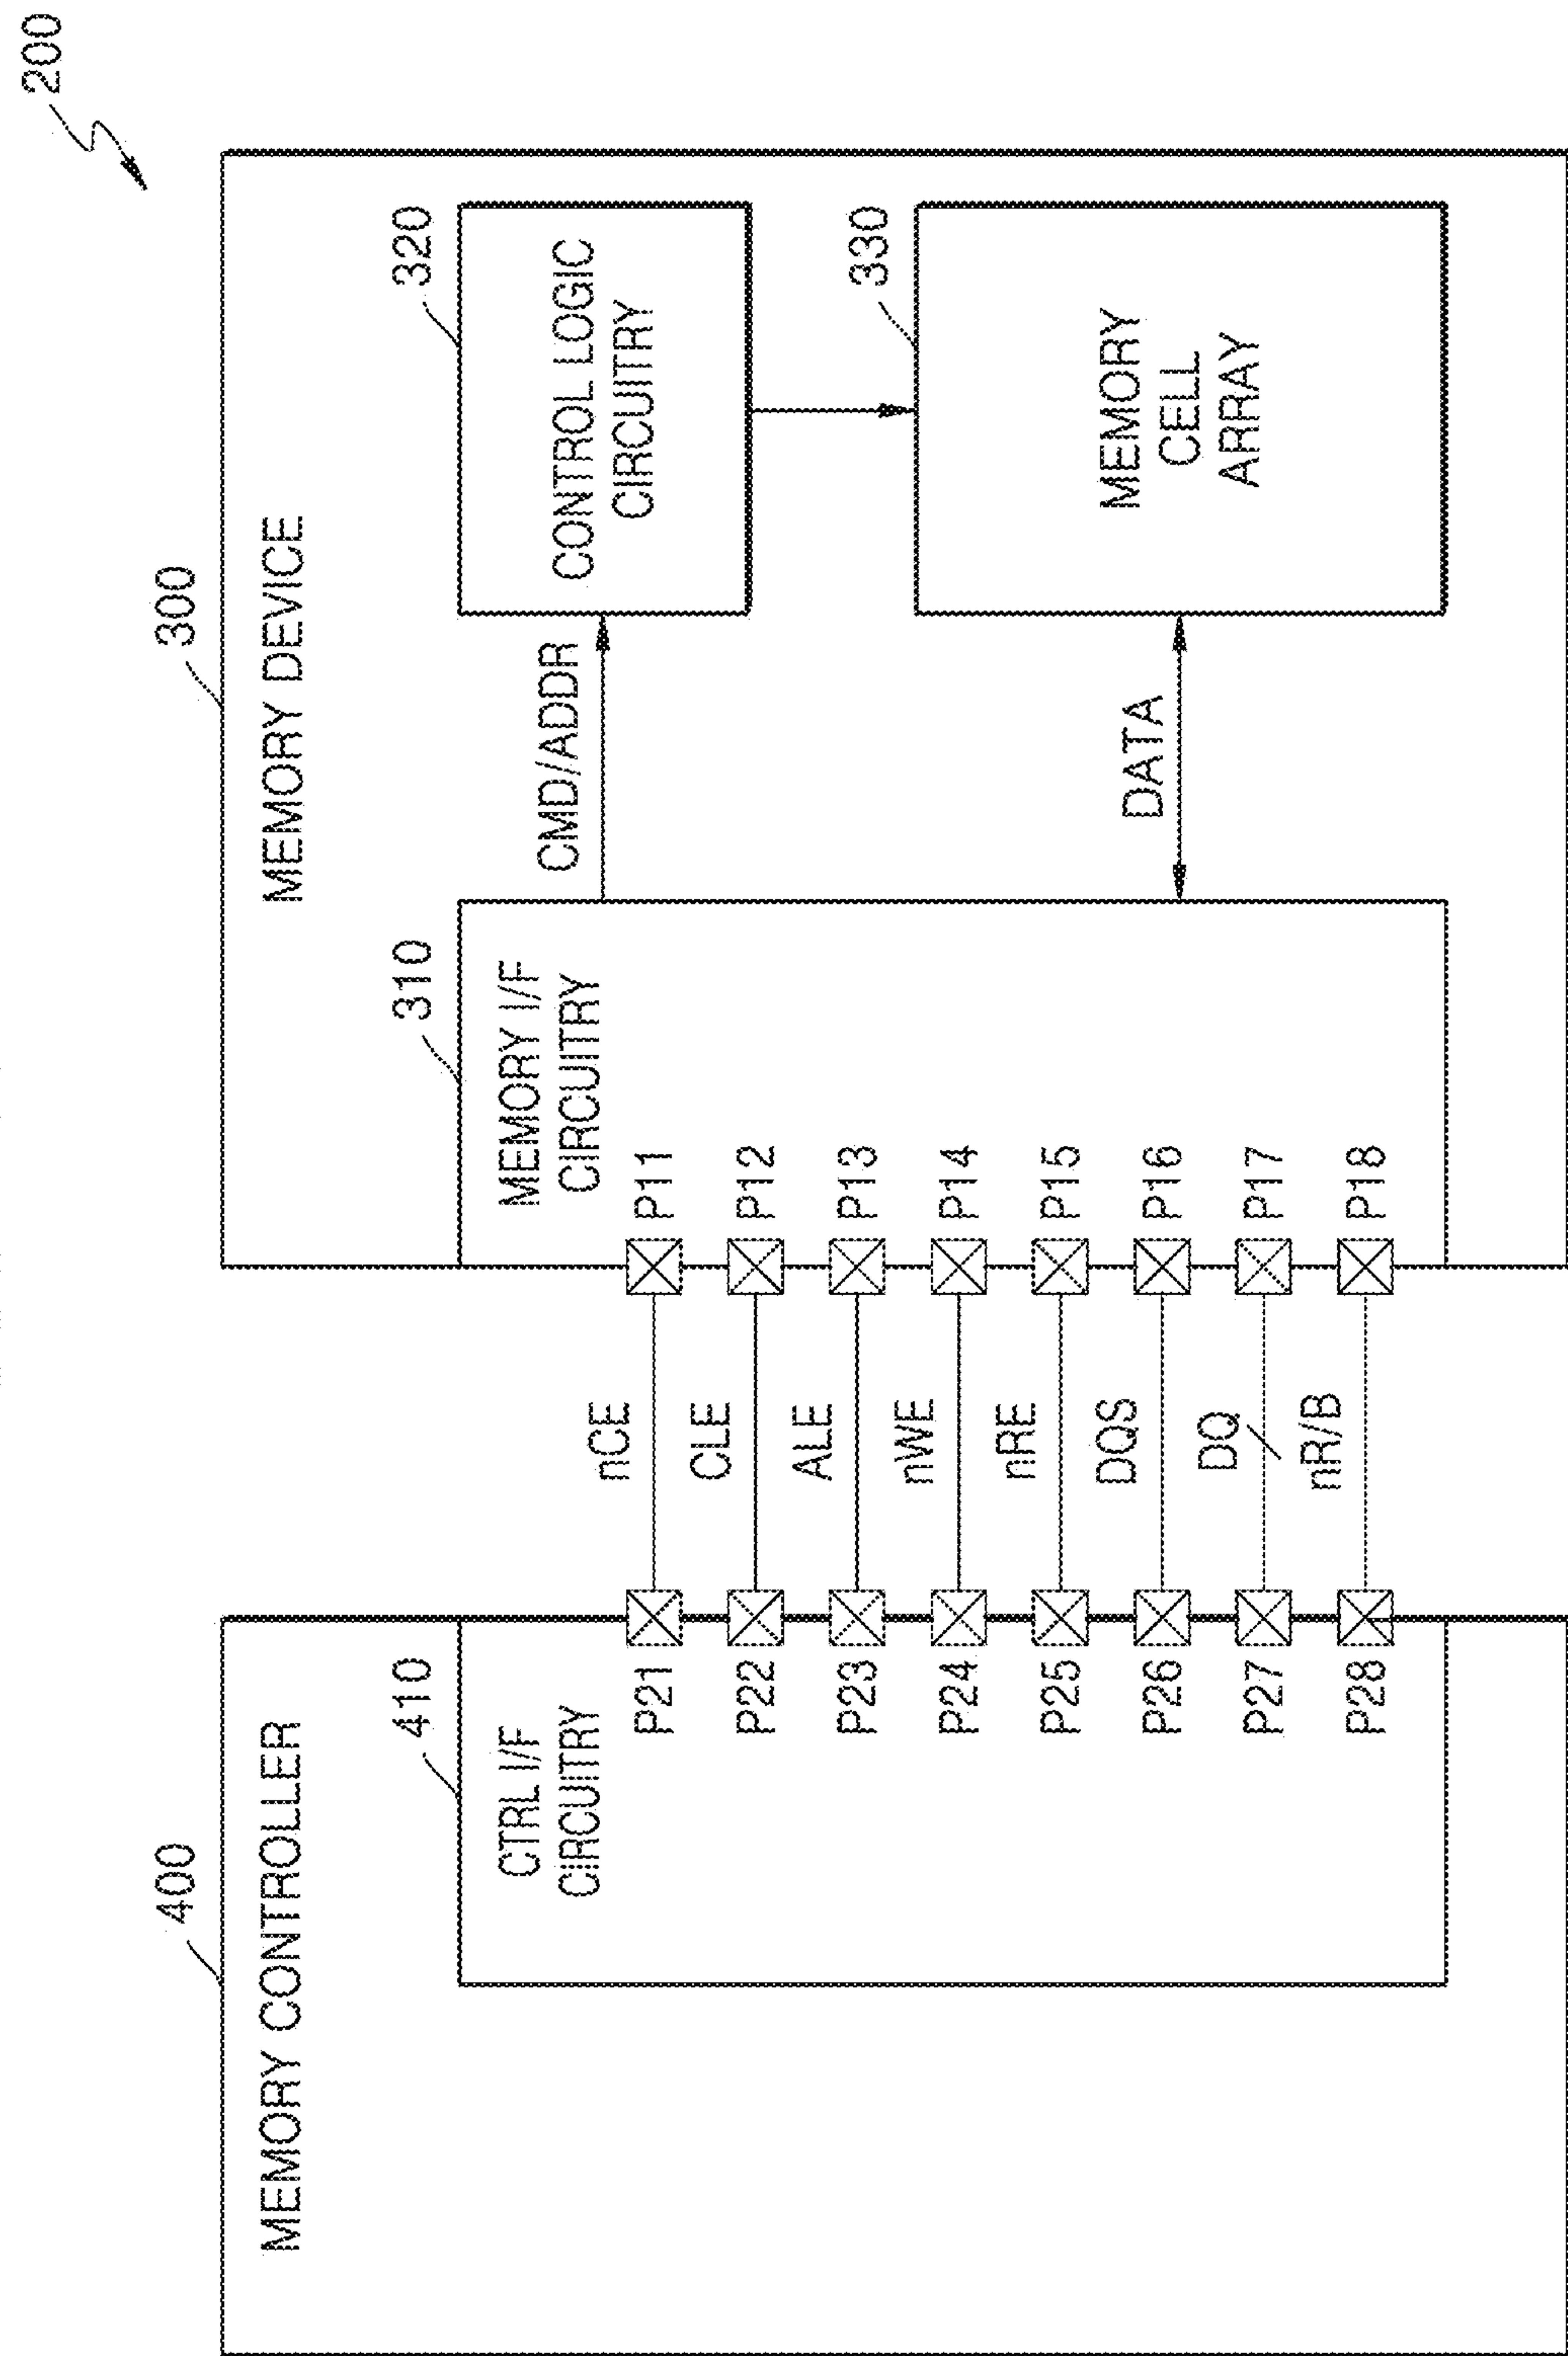 200
400
MEMORY CONTROLLER
410
CTRL I/F
CIRCUITRY
P21
P22
P23
P24
P25
P26
P27
P28
nCE
CLE
ALE
nWE
nRE
DQS
DQ
nR/B
300
MEMORY DEVICE
310
MEMORY I/F
CIRCUITRY
P11
P12
P13
P14
P15
P16
P17
P18
CMD/ADDR
DATA
320
CONTROL LOGIC
CIRCUITRY
330
MEMORY
CELL
ARRAY